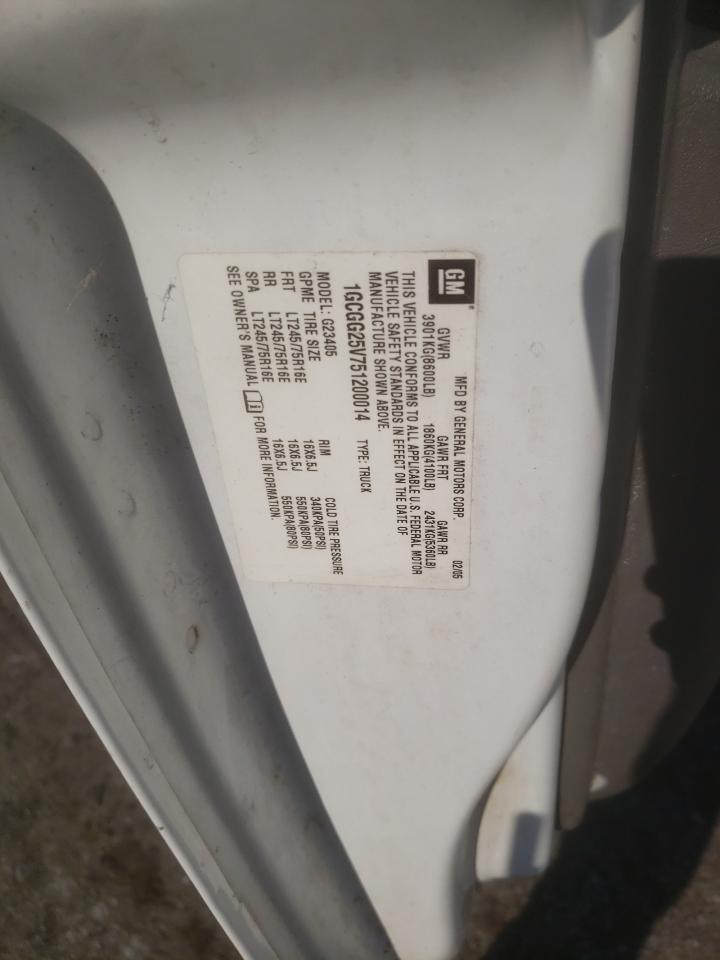 GM® MFD BY GENERAL MOTORS CORP. 02/05
GVWR GAWR FRT GAWR RR
3901KG(8600LB) 1860KG(4100LB) 2431KG(5360LB)
THIS VEHICLE CONFORMS TO ALL APPLICABLE U.S. FEDERAL MOTOR
VEHICLE SAFETY STANDARDS IN EFFECT ON THE DATE OF
MANUFACTURE SHOWN ABOVE.
1GCGG25V751200014 TYPE: TRUCK
MODEL: G23405
GPME TIRE SIZE RIM COLD TIRE PRESSURE
FRT LT245/75R16E 16X6.5J 340KPA(50PSI)
RR LT245/75R16E 16X6.5J 550KPA(80PSI)
SPA LT245/75R16E 16X6.5J 550KPA(80PSI)
SEE OWNER'S MANUAL i FOR MORE INFORMATION.